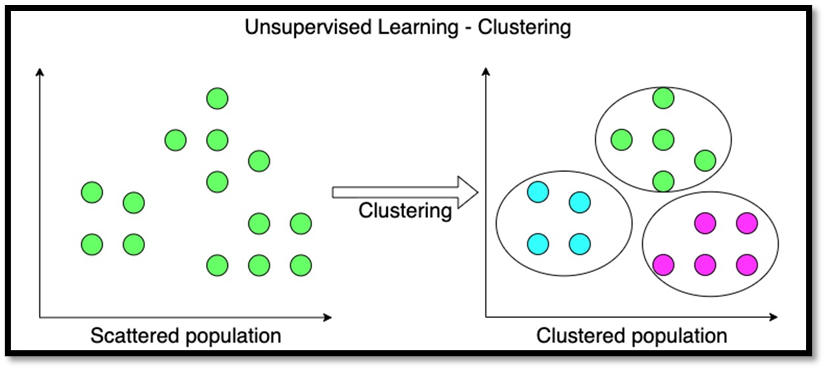 Unsupervised Learning - Clustering
Clustering
Scattered population
Clustered population